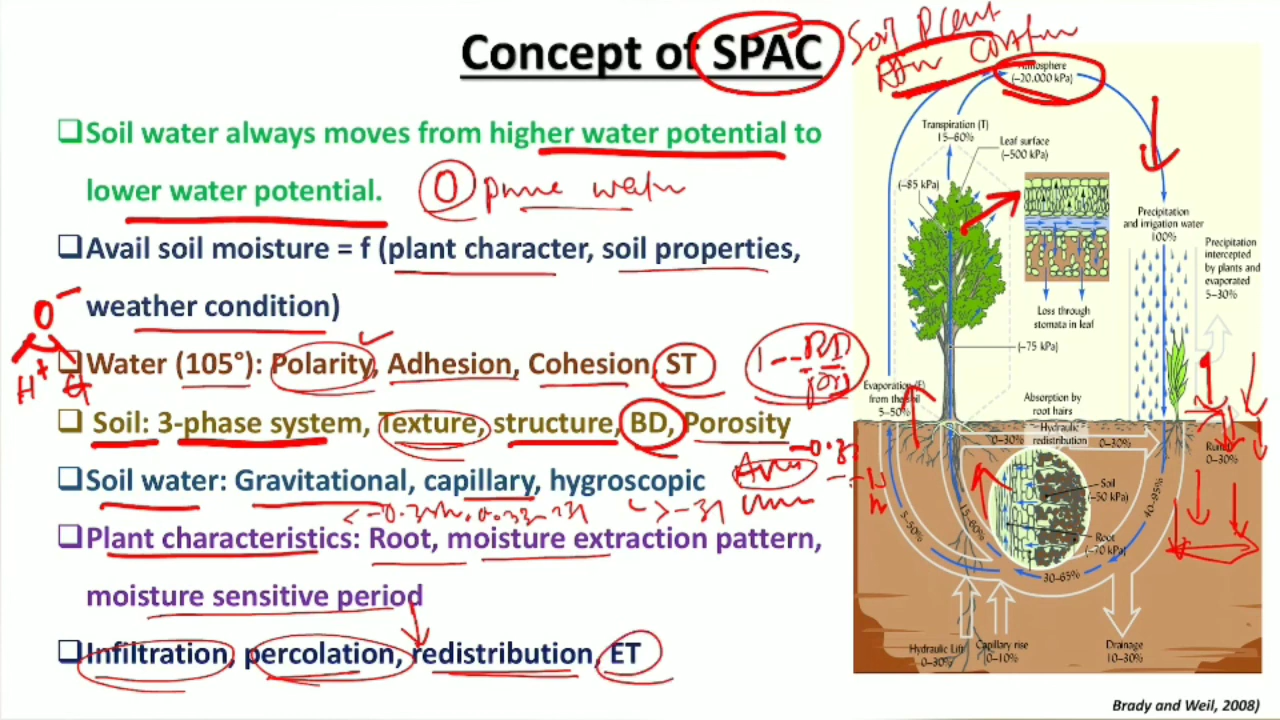 Concept of SPAC
Soil Plant
❑Soil water always moves from higher water potential to
lower water potential.
0 pure water
❑Avail soil moisture = f (plant character, soil properties,
weather condition)
O
H+
❑Water (105°): Polarity, Adhesion, Cohesion, ST
❑ Soil: 3-phase system, Texture, structure, BD, Porosity
❑Soil water: Gravitational, capillary, hygroscopic
❑Plant characteristics: Root, moisture extraction pattern,
moisture sensitive period
❑Infiltration, percolation, redistribution, ET
(–20,000 kPa)
Transpiration (T)
15–60%
Leaf surface
(–500 kPa)
(–85 kPa)
Precipitation
and irrigation water
100%
Precipitation
intercepted
by plants and
evaporated
5–30%
Loss through
stomata in leaf
(–75 kPa)
Evaporation (E)
from the soil
5–50%
Absorption by
root hairs
Hydraulic
redistribution
0–30%
0–30%
0–30%
Soil
(–50 kPa)
Root
(–70 kPa)
5–50%
15–60%
40–95%
30–65%
Hydraulic Lift
0–30%
Capillary rise
0–10%
Drainage
10–30%
Brady and Weil, 2008)